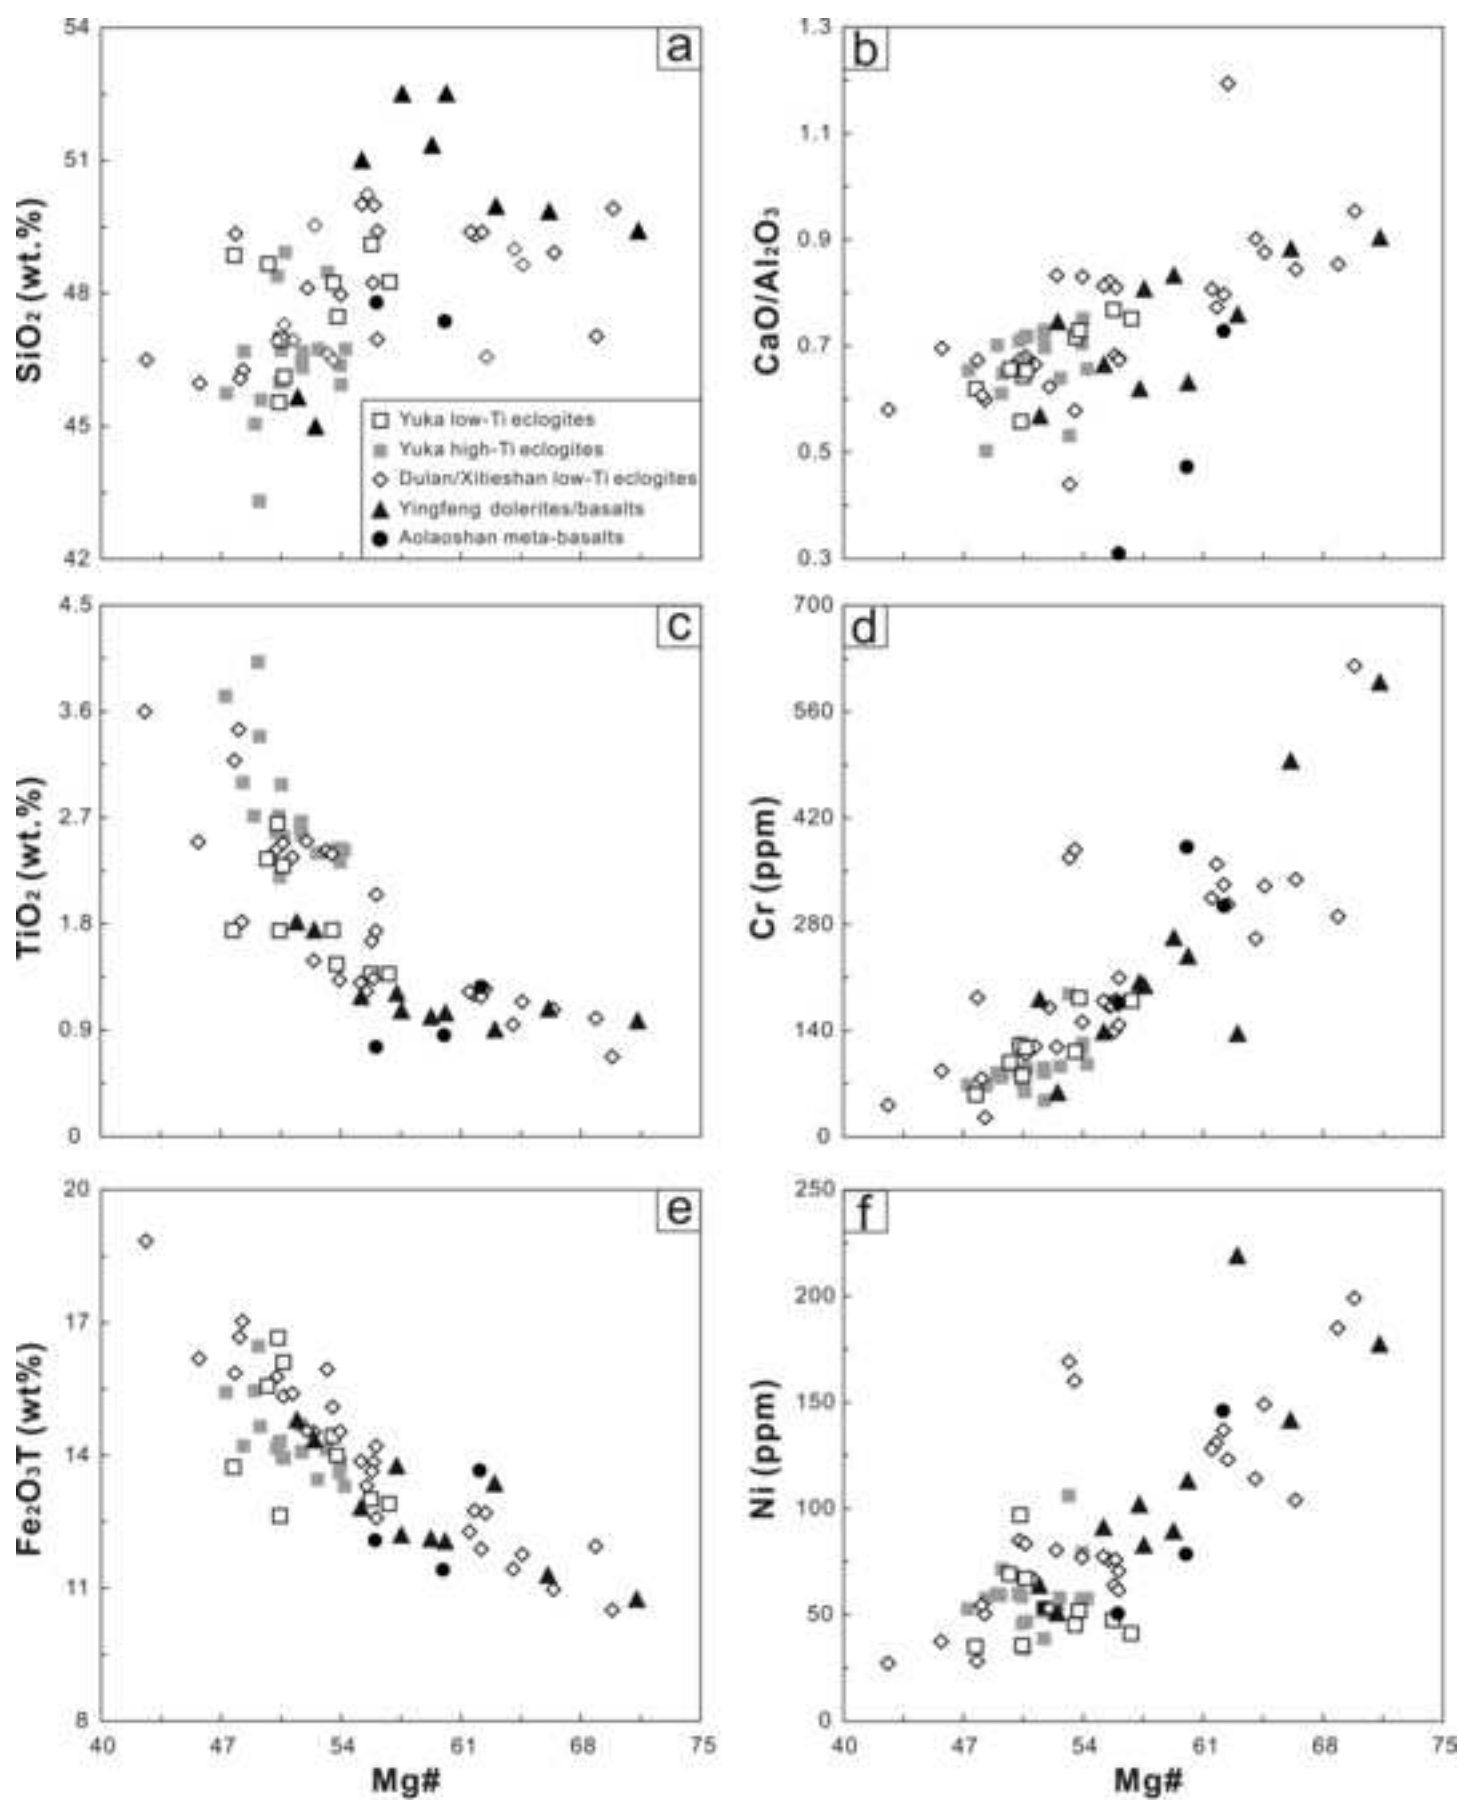 54
51
48
45
42
SiO2 (wt.%)
a
Yuka low-Ti eclogites
Yuka high-Ti eclogites
Dulan/Xitieshan low-Ti eclogites
Yingfeng dolerites/basalts
Aolaoshan meta-basalts
1.3
1.1
0.9
0.7
0.5
0.3
CaO/Al2O3
b
4.5
3.6
2.7
1.8
0.9
0
TiO2 (wt.%)
c
700
560
420
280
140
0
Cr (ppm)
d
20
17
14
11
8
Fe2O3T (wt%)
e
40 47 54 61 68 75
Mg#
250
200
150
100
50
0
Ni (ppm)
f
40 47 54 61 68 75
Mg#